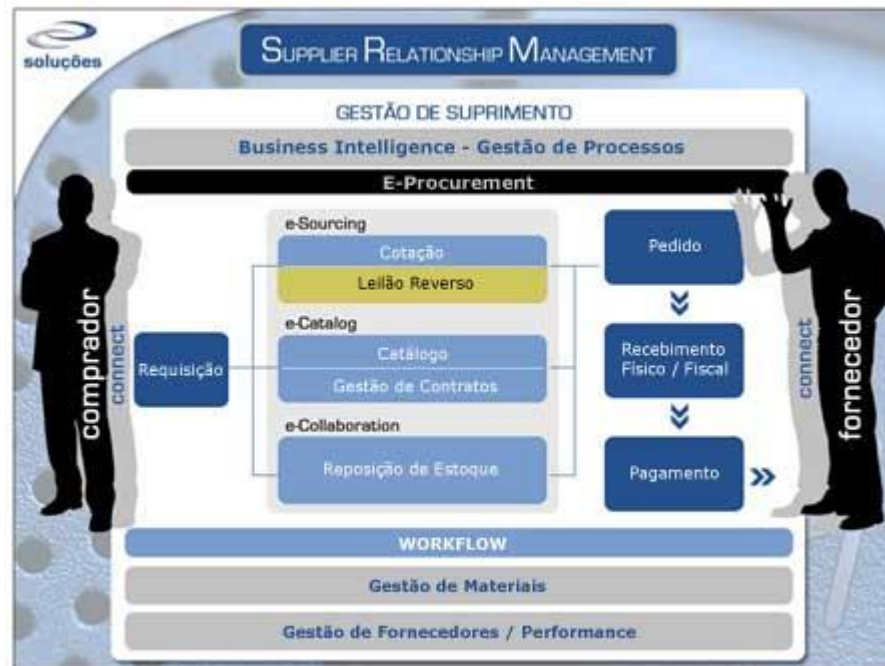 soluções
SUPPLIER RELATIONSHIP MANAGEMENT
GESTÃO DE SUPRIMENTO
Business Intelligence - Gestão de Processos
E-Procurement
comprador
connect
Requisição
e-Sourcing
Cotação
Leilão Reverso
e-Catalog
Catálogo
Gestão de Contratos
e-Collaboration
Reposição de Estoque
Pedido
Recebimento
Físico / Fiscal
Pagamento
connect
fornecedor
WORKFLOW
Gestão de Materiais
Gestão de Fornecedores / Performance